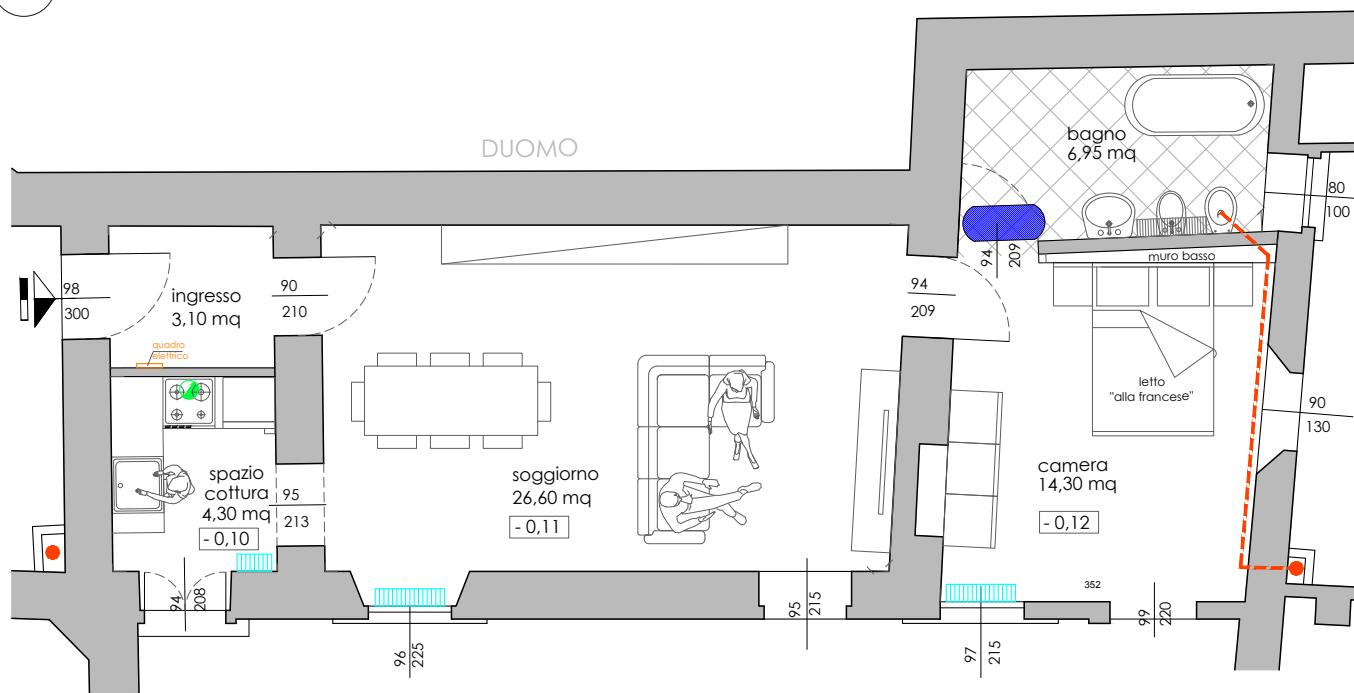 DUOMO
bagno
6,95 mq
80
100
94
209
muro basso
98
300
ingresso
3,10 mq
90
210
94
209
quadro
elettrico
letto
"alla francese"
90
130
spazio
cottura
4,30 mq
- 0,10
95
213
soggiorno
26,60 mq
- 0,11
camera
14,30 mq
- 0,12
352
94
208
96
225
95
215
97
215
99
220